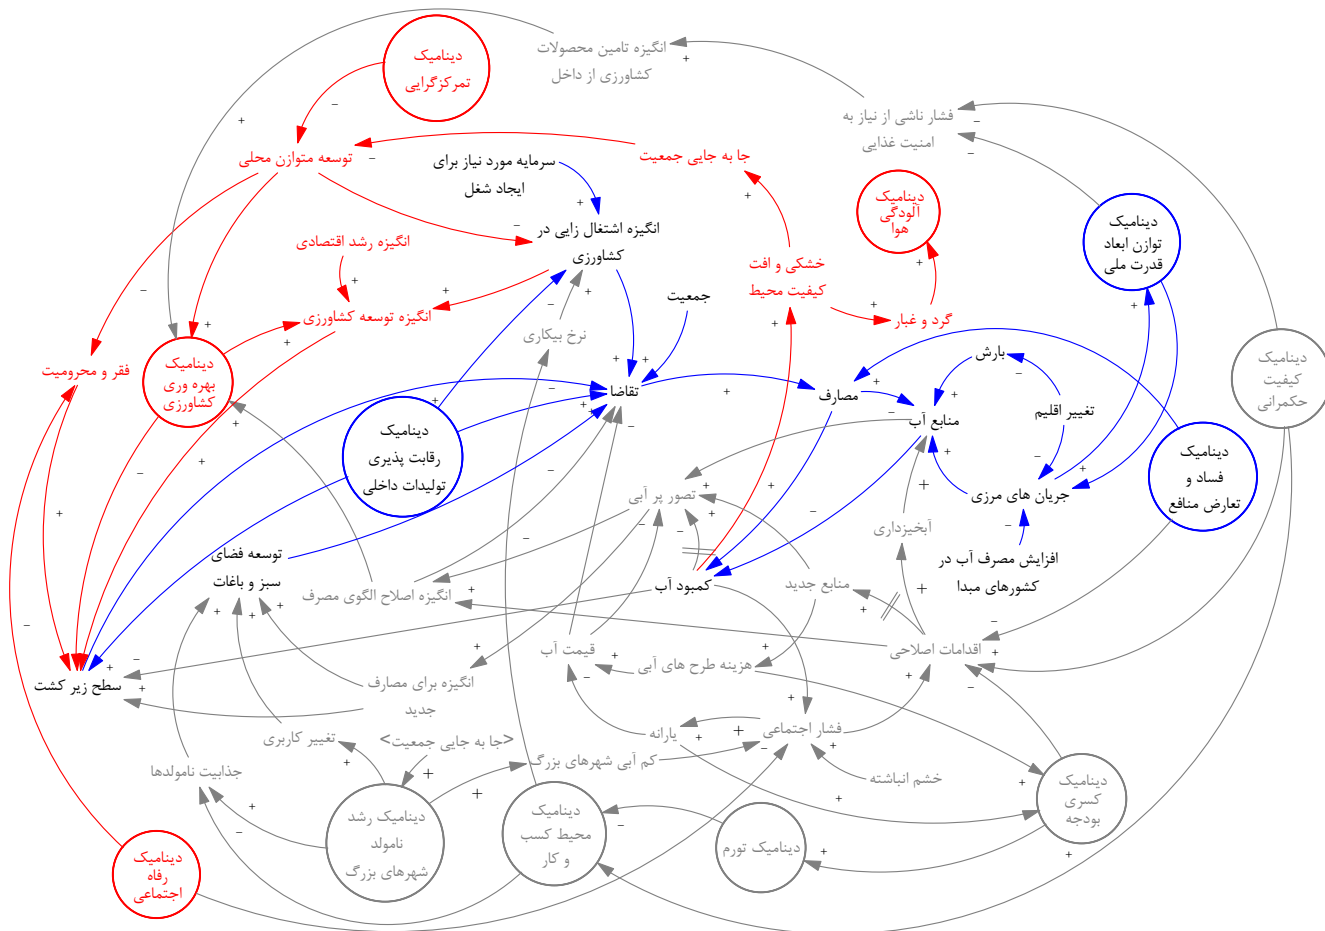 دینامیک
تمرکزگرایی
انگیزه تامین محصولات
کشاورزی از داخل
فشار ناشی از نیاز به
امنیت غذایی
توسعه متوازن محلی
جا به جایی جمعیت
سرمایه مورد نیاز برای
ایجاد شغل
دینامیک
آلودگی
هوا
دینامیک
توازن ابعاد
قدرت ملی
انگیزه اشتغال زایی در
کشاورزی
انگیزه رشد اقتصادی
خشکی و افت
کیفیت محیط
جمعیت
انگیزه توسعه کشاورزی
گرد و غبار
نرخ بیکاری
بارش
دینامیک
کیفیت
حکمرانی
فقر و محرومیت
دینامیک
بهره وری
کشاورزی
تقاضا
مصارف
تغییر اقلیم
منابع آب
دینامیک
رقابت پذیری
تولیدات داخلی
دینامیک
فساد و
تعارض منافع
تصور پر آبی
جریان های مرزی
آبخیزداری
توسعه فضای
سبز و باغات
افزایش مصرف آب در
کشورهای مبدا
انگیزه اصلاح الگوی مصرف
کمبود آب
منابع جدید
قیمت آب
هزینه طرح های آبی
اقدامات اصلاحی
سطح زیر کشت
انگیزه برای مصارف
جدید
تغییر کاربری
<جا به جایی جمعیت>
یارانه
فشار اجتماعی
کم آبی شهرهای بزرگ
جذابیت نامولدها
خشم انباشته
دینامیک
کسری
بودجه
دینامیک رشد
نامولد
شهرهای بزرگ
دینامیک
محیط کسب
و کار
دینامیک تورم
دینامیک
رفاه
اجتماعی